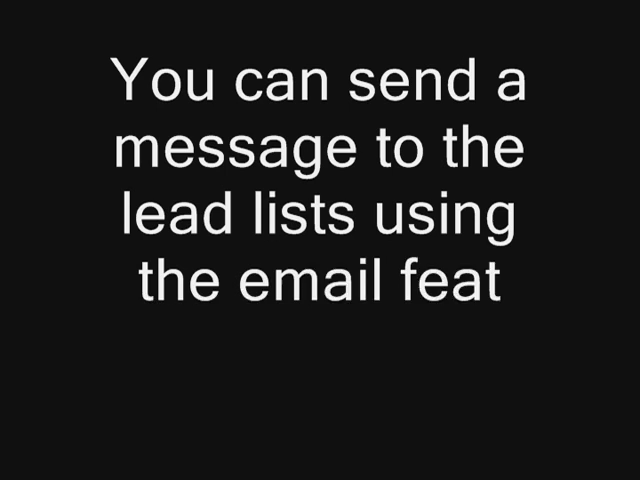 You can send a
message to the
lead lists using
the email feat